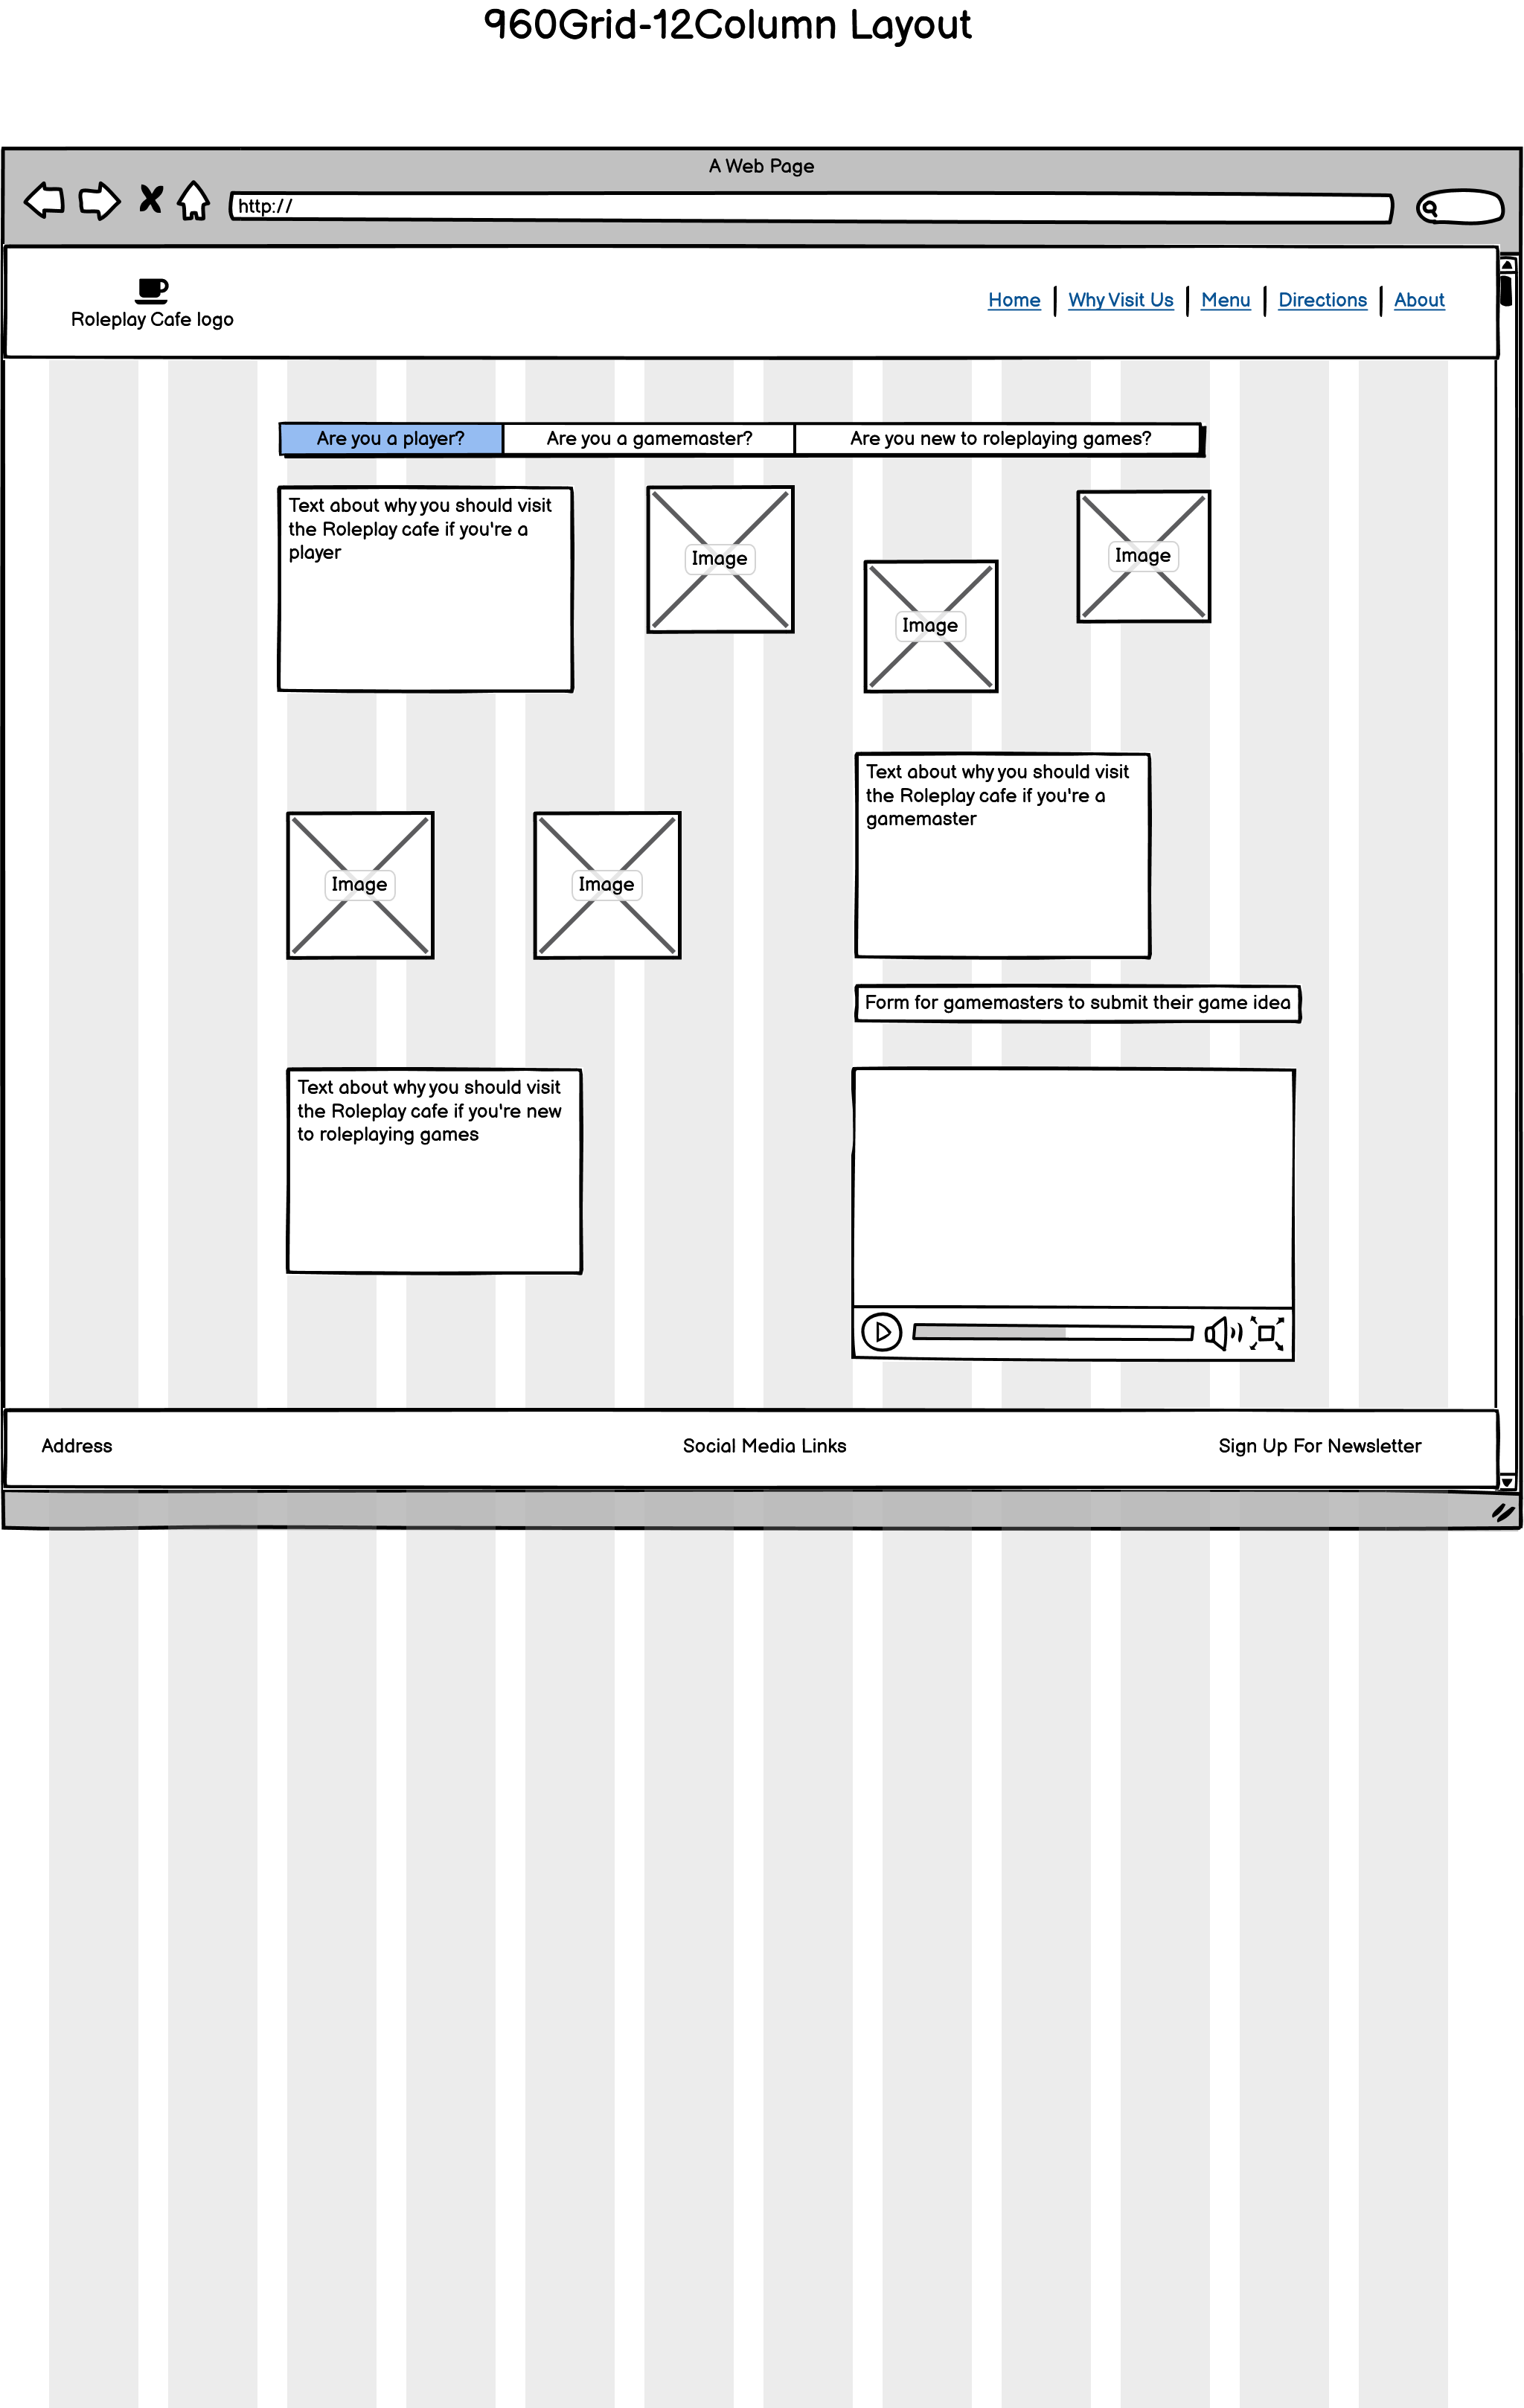 960Grid-12Column Layout
A Web Page
http://
Roleplay Cafe logo
Home Why Visit Us Menu Directions About
Are you a player? Are you a gamemaster? Are you new to roleplaying games?
Text about why you should visit
the Roleplay cafe if you're a
player
Image
Image
Image
Image
Image
Text about why you should visit
the Roleplay cafe if you're a
gamemaster
Form for gamemasters to submit their game idea
Text about why you should visit
the Roleplay cafe if you're new
to roleplaying games
Address Social Media Links Sign Up For Newsletter